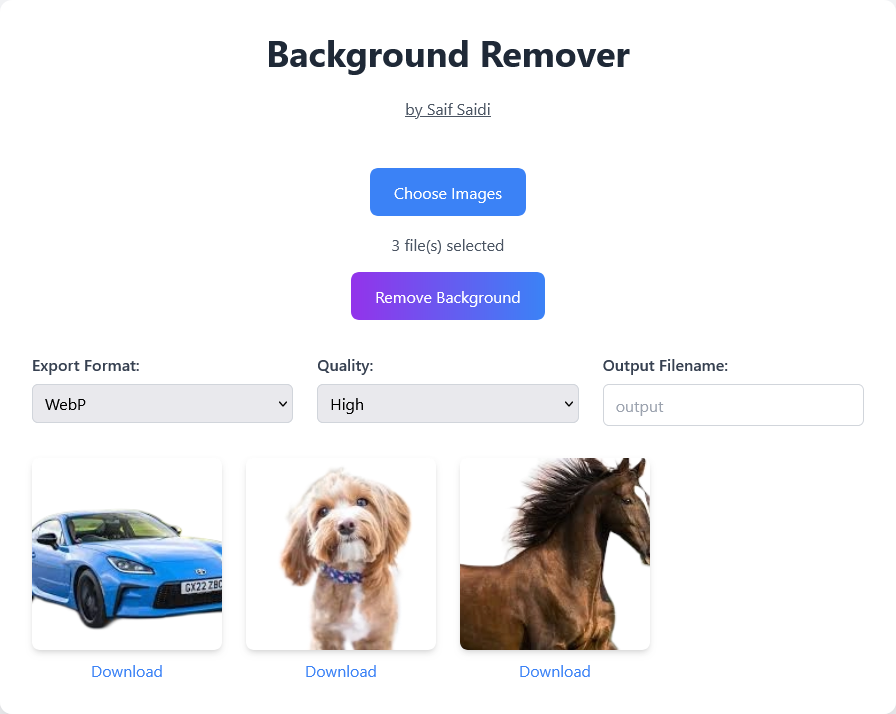 Background Remover
by Saif Saidi
Choose Images
3 file(s) selected
Remove Background
Export Format: Quality: Output Filename:
WebP High output
GX22 ZBC
Download Download Download